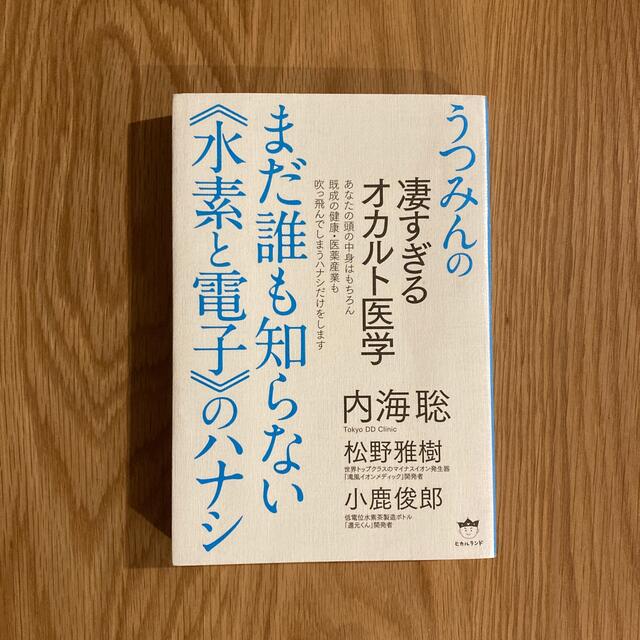 うつみんの
凄すぎる
オカルト医学
まだ誰も知らない
《水素と電子》のハナシ
あなたの頭の中身はもちろん
既成の健康・医薬産業も
吹っ飛んでしまうハナシだけをします
内海聡
Tokyo DD Clinic
松野雅樹
世界トップクラスのマイナスイオン発生器
「滝風イオンメディック」開発者
小鹿俊郎
低電位水素茶製造ボトル
「還元くん」開発者
ヒカルランド